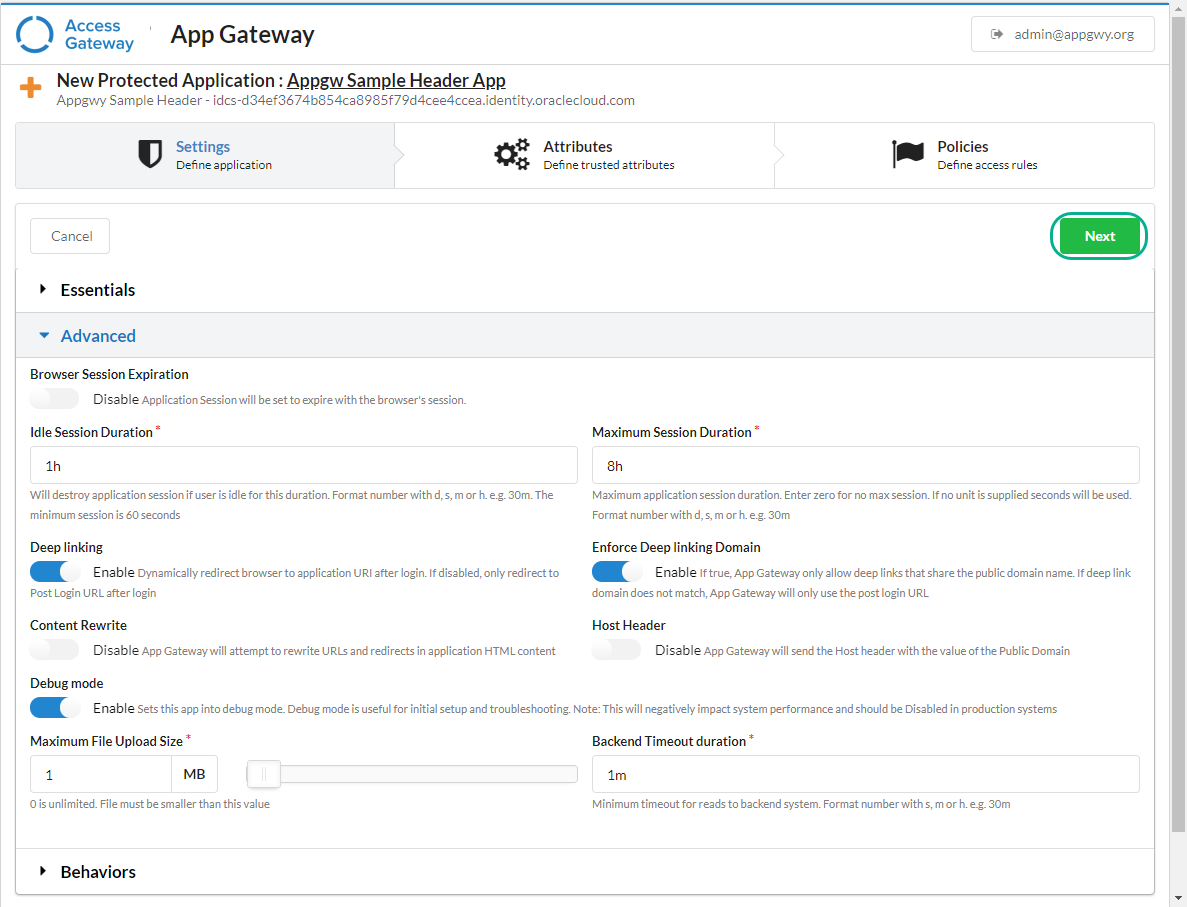 Access
Gateway
App Gateway
admin@appgwy.org
New Protected Application : Appgw Sample Header App
Appgwy Sample Header - idcs-d34ef3674b854ca8985f79d4cee4ccea.identity.oraclecloud.com
Settings
Define application
Attributes
Define trusted attributes
Policies
Define access rules
Cancel
Next
Essentials
Advanced
Browser Session Expiration
Disable Application Session will be set to expire with the browser's session.
Idle Session Duration *
Maximum Session Duration *
1h
8h
Will destroy application session if user is idle for this duration. Format number with d, s, m or h. e.g. 30m. The
minimum session is 60 seconds
Maximum application session duration. Enter zero for no max session. If no unit is supplied seconds will be used.
Format number with d, s, m or h. e.g. 30m
Deep linking
Enable Dynamically redirect browser to application URI after login. If disabled, only redirect to
Post Login URL after login
Enforce Deep linking Domain
Enable If true, App Gateway only allow deep links that share the public domain name. If deep link
domain does not match, App Gateway will only use the post login URL
Content Rewrite
Disable App Gateway will attempt to rewrite URLs and redirects in application HTML content
Host Header
Disable App Gateway will send the Host header with the value of the Public Domain
Debug mode
Enable Sets this app into debug mode. Debug mode is useful for initial setup and troubleshooting. Note: This will negatively impact system performance and should be Disabled in production systems
Maximum File Upload Size *
1 MB
0 is unlimited. File must be smaller than this value
Backend Timeout duration *
1m
Minimum timeout for reads to backend system. Format number with s, m or h. e.g. 30m
Behaviors